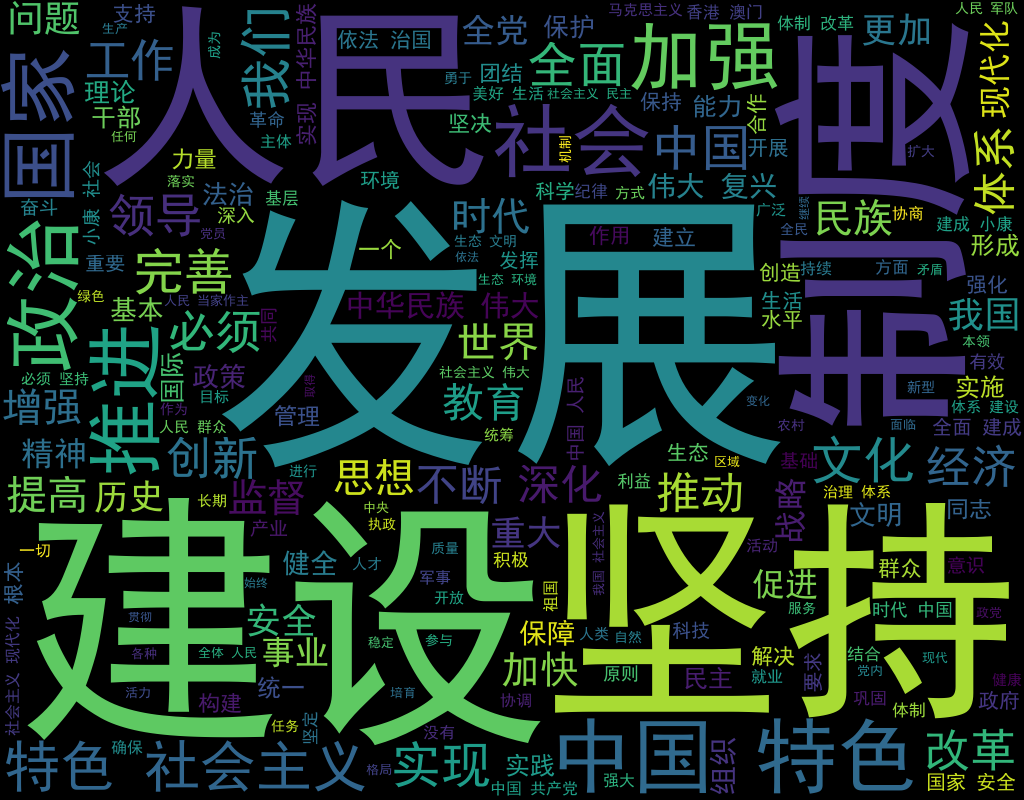 问题
支持
生产
成为
我们
中华民族
实现
依法 治国
全党
保护
马克思主义
香港 澳门
体制 改革
人民 军队
更加
现代化
国家
工作
理论
干部
任何
人民
革命
主体
勇于
团结
全面
加强
美好 生活
社会主义 民主
保持
能力
合作
制度
坚决
社会
机制
中国
开展
体系
扩大
力量
落实
法治
基层
环境
科学
纪律
方式
伟大 复兴
广泛
继续
民族
协商
建成 小康
奋斗
小康 社会
领导
深入
党员
时代
全民
形成
政治
重要
完善
一个
生态 文明
依法
发挥
作用
建立
创造
持续
方面
矛盾
强化
绿色
基本
人民 当家作主
共同
中华民族 伟大
生态 环境
生活
水平
我国
本领
发展
推进
必须
世界
有效
必须 坚持
国际
政策
社会主义 伟大
新型
实施
增强
作为
目标
取得
教育
变化
体系 建设
人民 群众
管理
统筹
中国 人民
农村
面临
全面 建成
精神
创新
进行
思想
不断
深化
利益
生态
区域
基础
文化
经济
提高
历史
长期
监督
中央
推动
战略
治理 体系
文明
同志
产业
执政
重大
我国 社会主义
一切
建设
健全
人才
质量
积极
坚持
活动
群众
意识
根本
始终
军事
开放
祖国
促进
服务
时代 中国
政党
贯彻
安全
稳定
参与
保障
人类
自然
科技
社会主义 现代化
各种
全体 人民
事业
加快
原则
民主
解决
就业
要求
结合
党内
现代
活力
构建
统一
培育
协调
巩固
体制
健康
政府
任务
坚定
没有
特色
确保
社会主义
格局
实现
实践
中国 共产党
中国
强大
组织
特色
改革
国家 安全